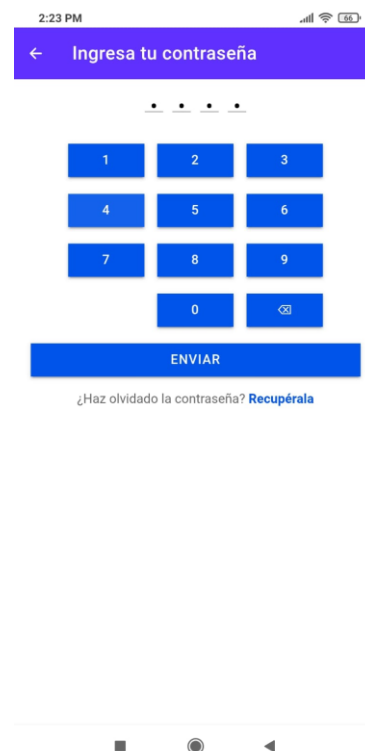 2:23 PM 66
← Ingresa tu contraseña
• • • •
1 2 3
4 5 6
7 8 9
0 ⌫
ENVIAR
¿Haz olvidado la contraseña? Recupérala